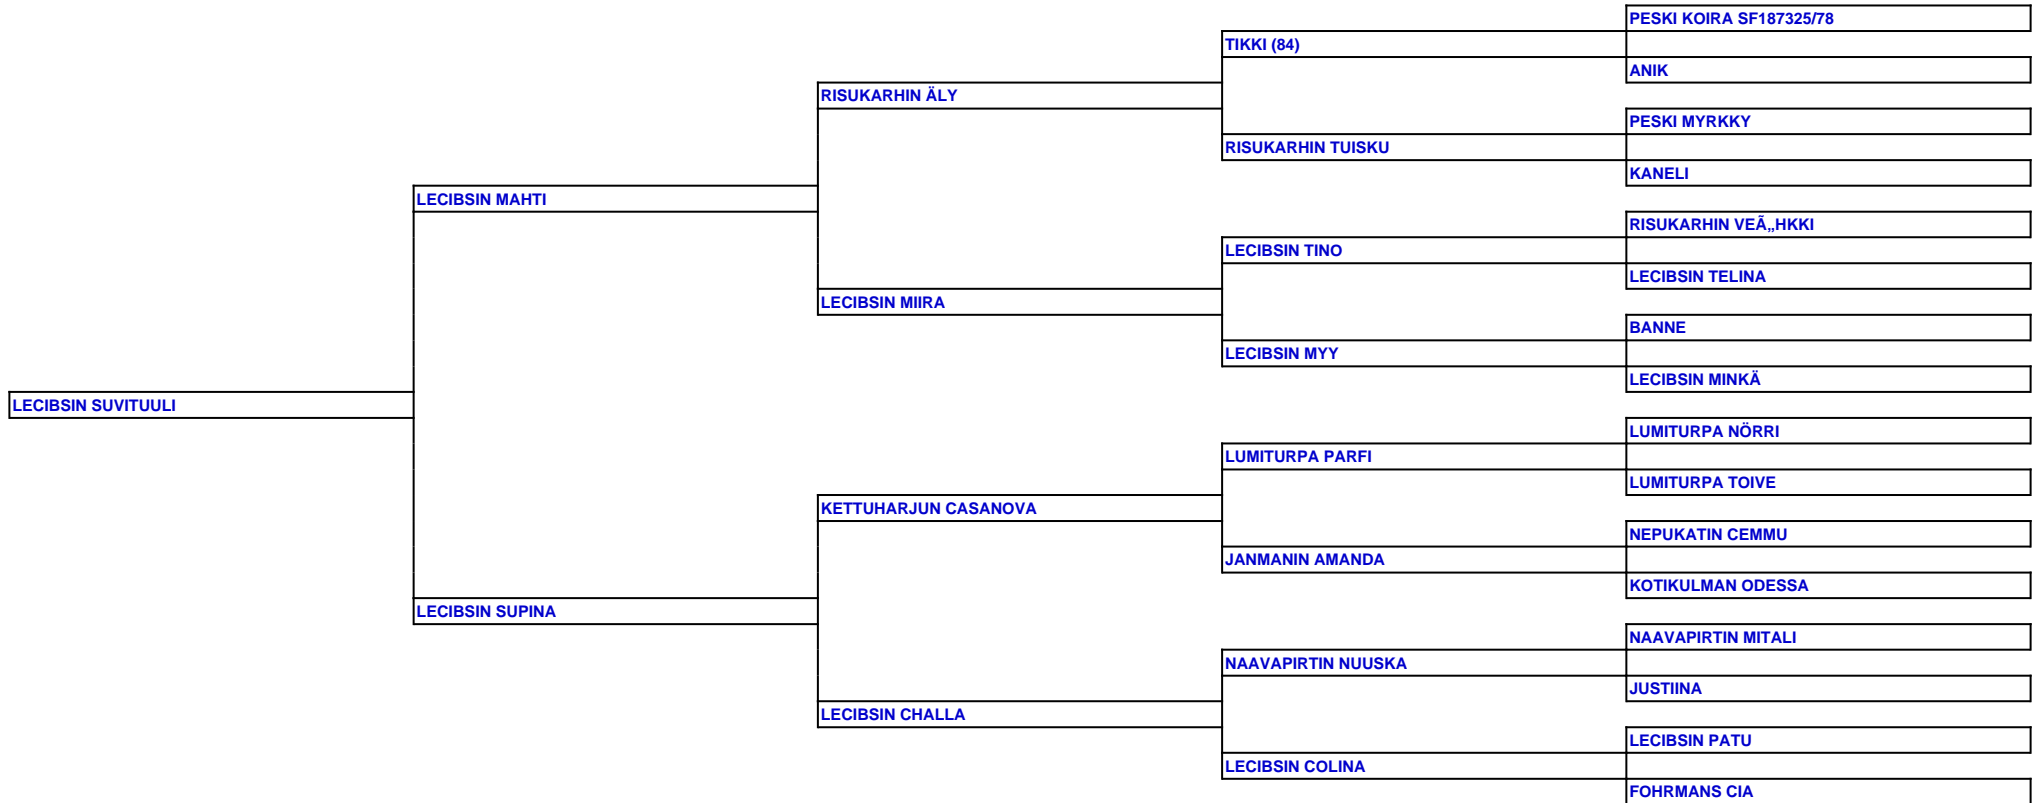 PESKI KOIRA SF187325/78
TIKKI (84)
ANIK
RISUKARHIN ÄLY
PESKI MYRKKY
RISUKARHIN TUISKU
KANELI
LECIBSIN MAHTI
RISUKARHIN VEÃ„HKKI
LECIBSIN TINO
LECIBSIN TELINA
LECIBSIN MIIRA
BANNE
LECIBSIN MYY
LECIBSIN MINKÄ
LECIBSIN SUVITUULI
LUMITURPA NÖRRI
LUMITURPA PARFI
LUMITURPA TOIVE
KETTUHARJUN CASANOVA
NEPUKATIN CEMMU
JANMANIN AMANDA
KOTIKULMAN ODESSA
LECIBSIN SUPINA
NAAVAPIRTIN MITALI
NAAVAPIRTIN NUUSKA
JUSTIINA
LECIBSIN CHALLA
LECIBSIN PATU
LECIBSIN COLINA
FOHRMANS CIA